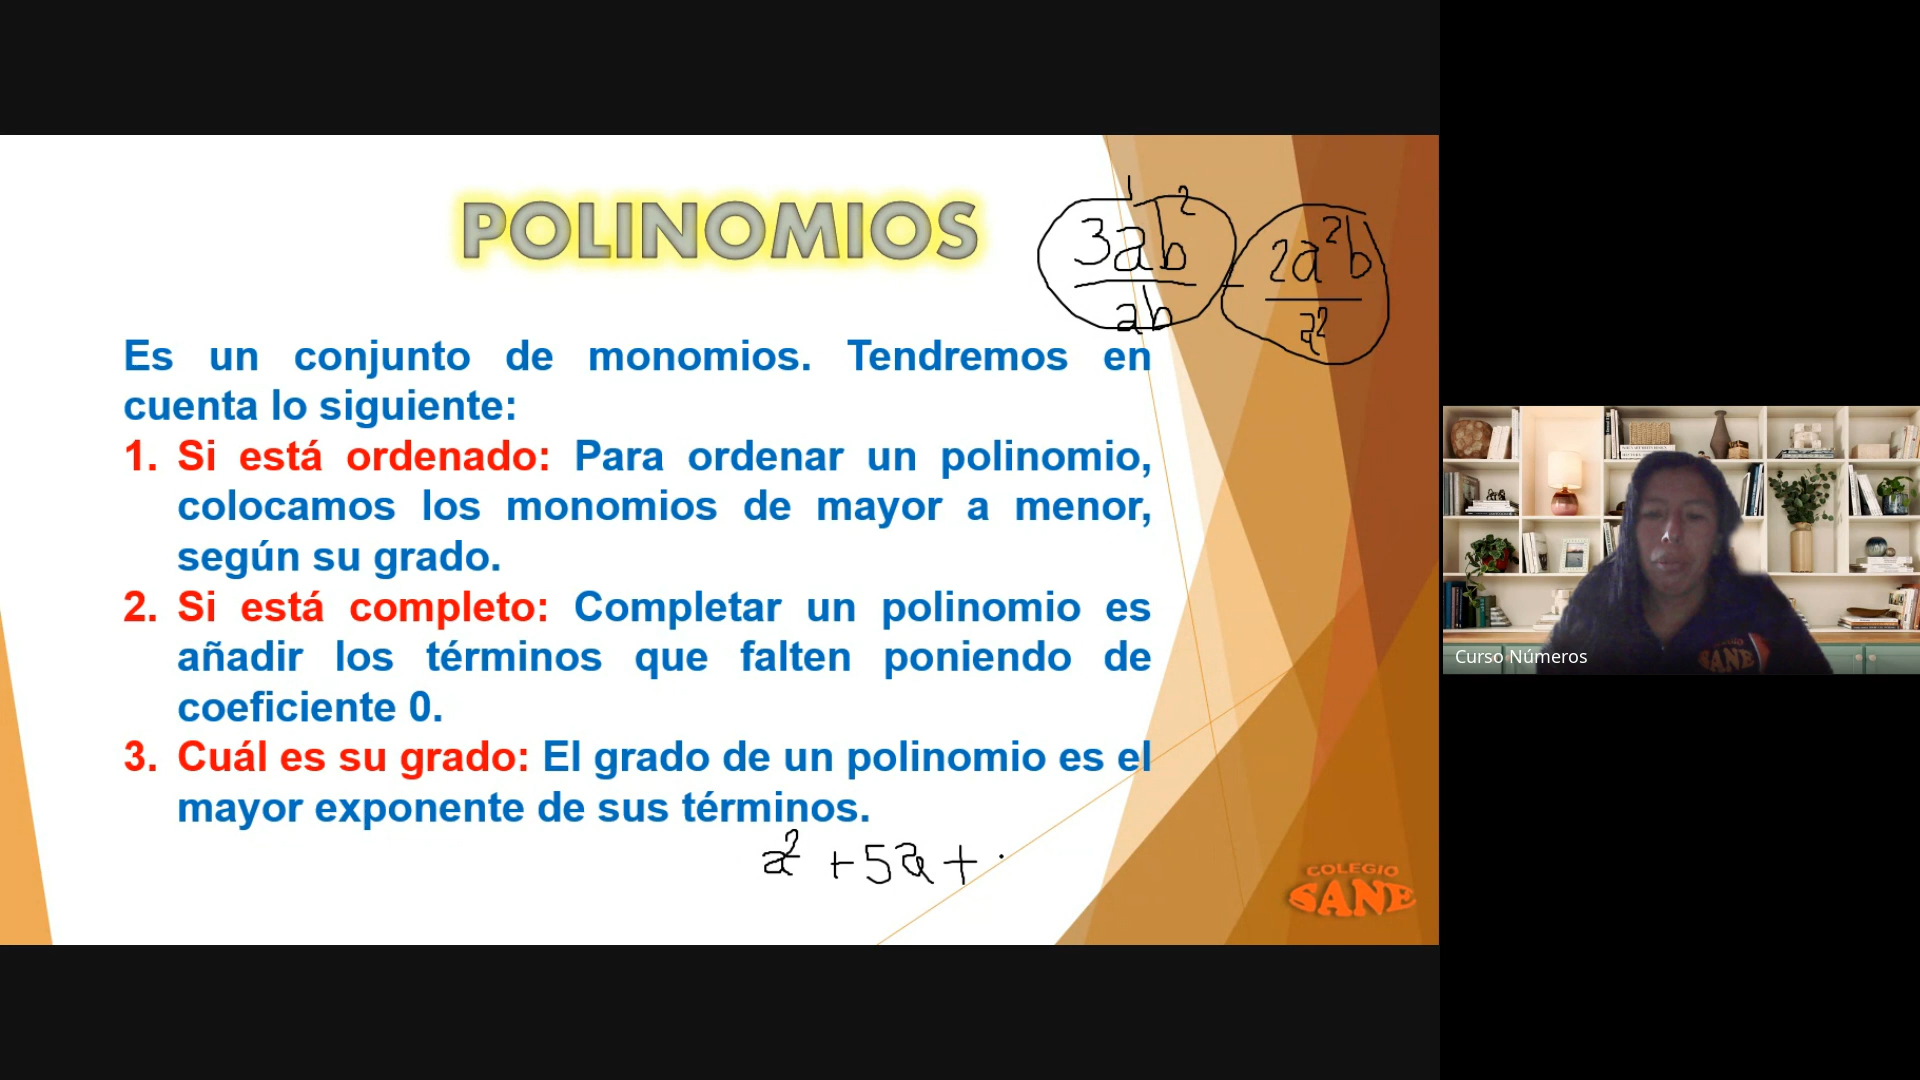 POLINOMIOS
3a¹b² / ab - 2a²b / a²
Es un conjunto de monomios. Tendremos en
cuenta lo siguiente:
1. Si está ordenado: Para ordenar un polinomio,
colocamos los monomios de mayor a menor,
según su grado.
2. Si está completo: Completar un polinomio es
añadir los términos que falten poniendo de
coeficiente 0.
3. Cuál es su grado: El grado de un polinomio es el
mayor exponente de sus términos.
a² + 5a +
COLEGIO
SANE
Curso Números
SANE